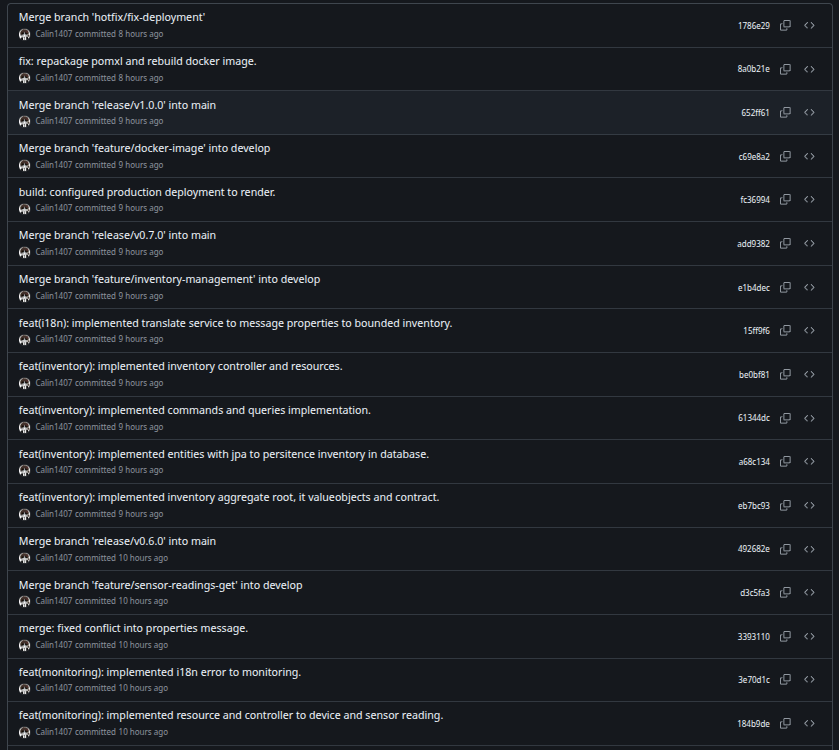 Merge branch 'hotfix/fix-deployment'
Calin1407 committed 8 hours ago
1786e29
fix: repackage pomxl and rebuild docker image.
Calin1407 committed 8 hours ago
8a0b21e
Merge branch 'release/v1.0.0' into main
Calin1407 committed 9 hours ago
652ff61
Merge branch 'feature/docker-image' into develop
Calin1407 committed 9 hours ago
c69e8a2
build: configured production deployment to render.
Calin1407 committed 9 hours ago
fc36994
Merge branch 'release/v0.7.0' into main
Calin1407 committed 9 hours ago
add9382
Merge branch 'feature/inventory-management' into develop
Calin1407 committed 9 hours ago
e1b4dec
feat(i18n): implemented translate service to message properties to bounded inventory.
Calin1407 committed 9 hours ago
15ff9f6
feat(inventory): implemented inventory controller and resources.
Calin1407 committed 9 hours ago
be0bf81
feat(inventory): implemented commands and queries implementation.
Calin1407 committed 9 hours ago
61344dc
feat(inventory): implemented entities with jpa to persitence inventory in database.
Calin1407 committed 9 hours ago
a68c134
feat(inventory): implemented inventory aggregate root, it valueobjects and contract.
Calin1407 committed 9 hours ago
eb7bc93
Merge branch 'release/v0.6.0' into main
Calin1407 committed 10 hours ago
492682e
Merge branch 'feature/sensor-readings-get' into develop
Calin1407 committed 10 hours ago
d3c5fa3
merge: fixed conflict into properties message.
Calin1407 committed 10 hours ago
3393110
feat(monitoring): implemented i18n error to monitoring.
Calin1407 committed 10 hours ago
3e70d1c
feat(monitoring): implemented resource and controller to device and sensor reading.
Calin1407 committed 10 hours ago
184b9de